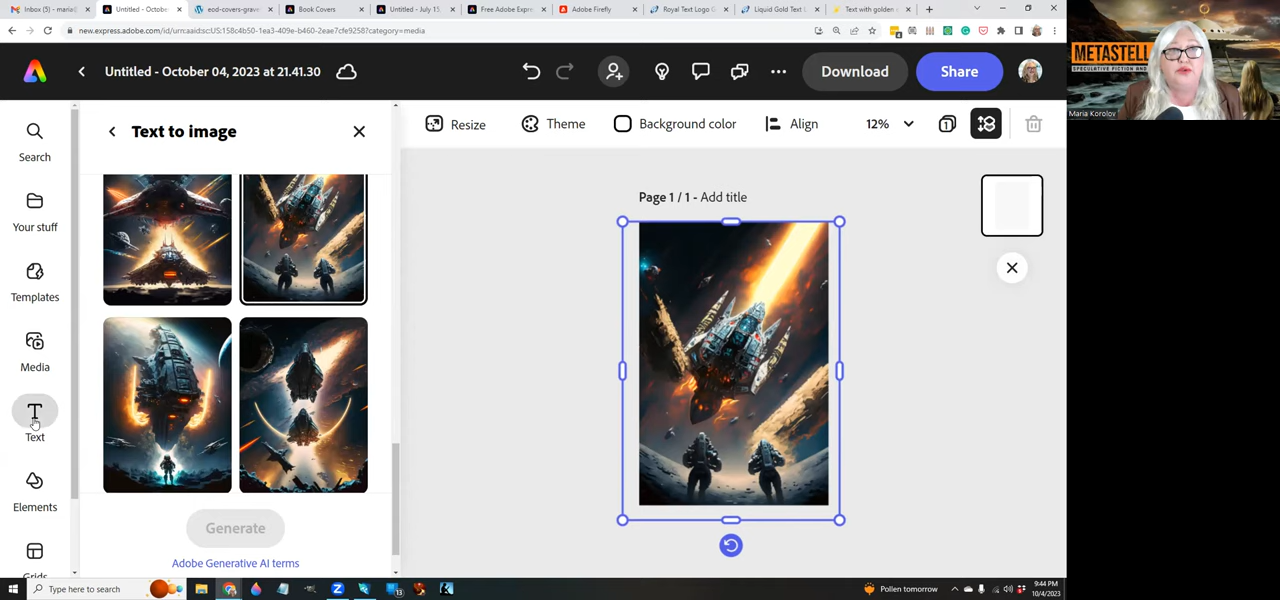 Inbox (5) - maria@
Untitled - October
eod-covers-grave
Book Covers
Untitled - July 15,
Free Adobe Expre
Adobe Firefly
Royal Text Logo G
Liquid Gold Text L
Text with golden
new.express.adobe.com/id/urn:aaid:sc:US:158c4b50-1ea3-409e-b460-2eae7cfe9258?category=media
METASTELL
SPECULATIVE FICTION AND
Untitled - October 04, 2023 at 21.41.30
Download
Share
Maria Korolov
Search
Your stuff
Templates
Media
Text
Elements
Grids
Text to image
Generate
Adobe Generative AI terms
Resize
Theme
Background color
Align
12%
1
Page 1 / 1 - Add title
Type here to search
13
Pollen tomorrow
9:44 PM
10/4/2023